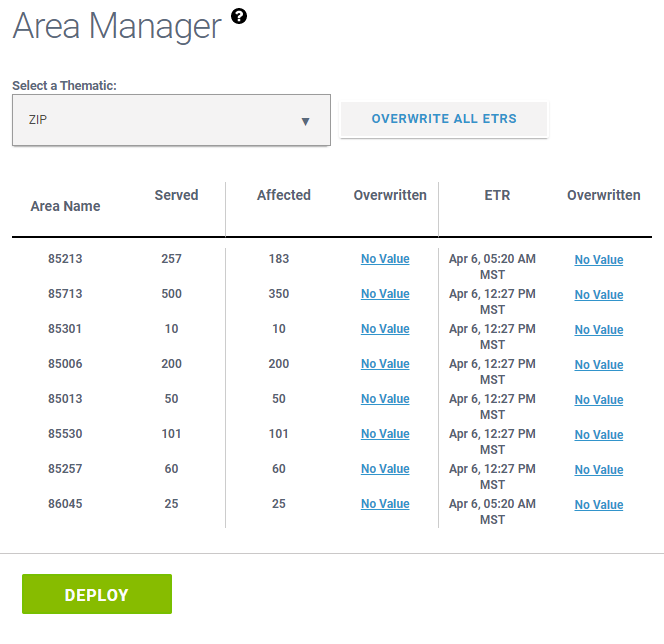 Area Manager ?
Select a Thematic:
ZIP
OVERWRITE ALL ETRS
Area Name Served Affected Overwritten ETR Overwritten
85213 257 183 No Value Apr 6, 05:20 AM MST No Value
85713 500 350 No Value Apr 6, 12:27 PM MST No Value
85301 10 10 No Value Apr 6, 12:27 PM MST No Value
85006 200 200 No Value Apr 6, 12:27 PM MST No Value
85013 50 50 No Value Apr 6, 12:27 PM MST No Value
85530 101 101 No Value Apr 6, 12:27 PM MST No Value
85257 60 60 No Value Apr 6, 12:27 PM MST No Value
86045 25 25 No Value Apr 6, 05:20 AM MST No Value
DEPLOY